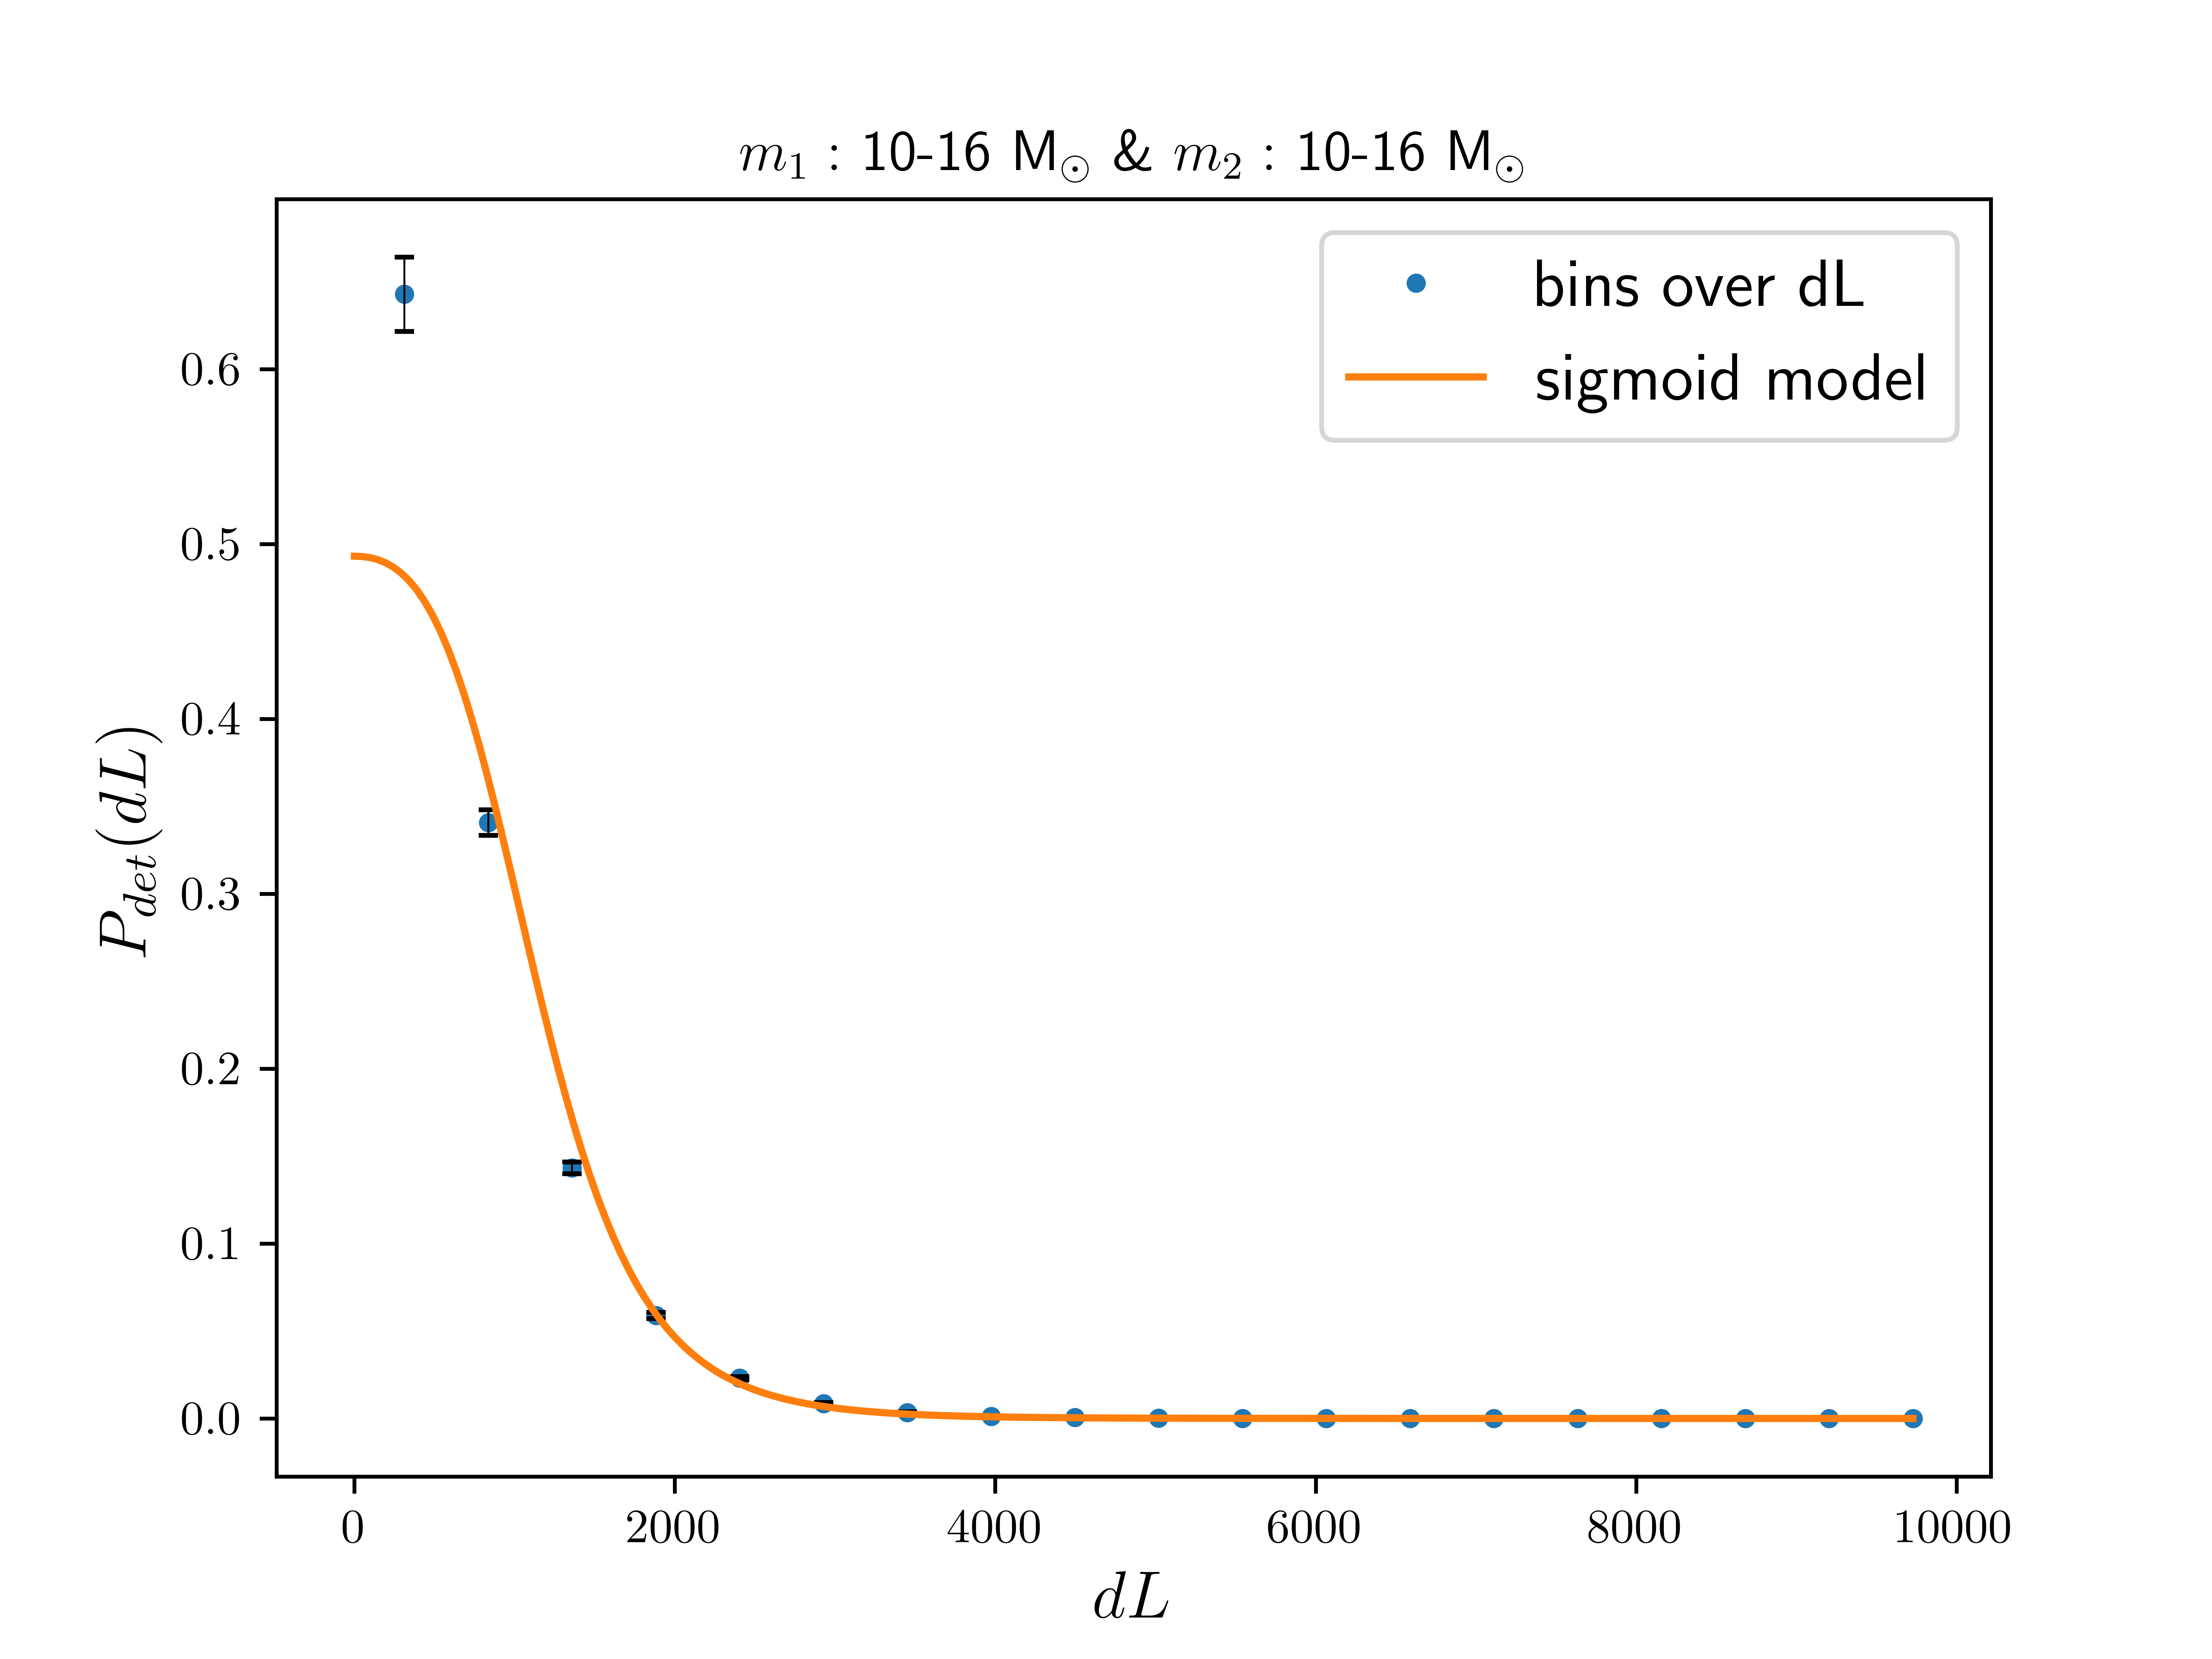 m₁ : 10-16 M☉ & m₂ : 10-16 M☉
bins over dL
sigmoid model
0.6
0.5
0.4
0.3
0.2
0.1
0.0
P_det(dL)
0 2000 4000 6000 8000 10000
dL